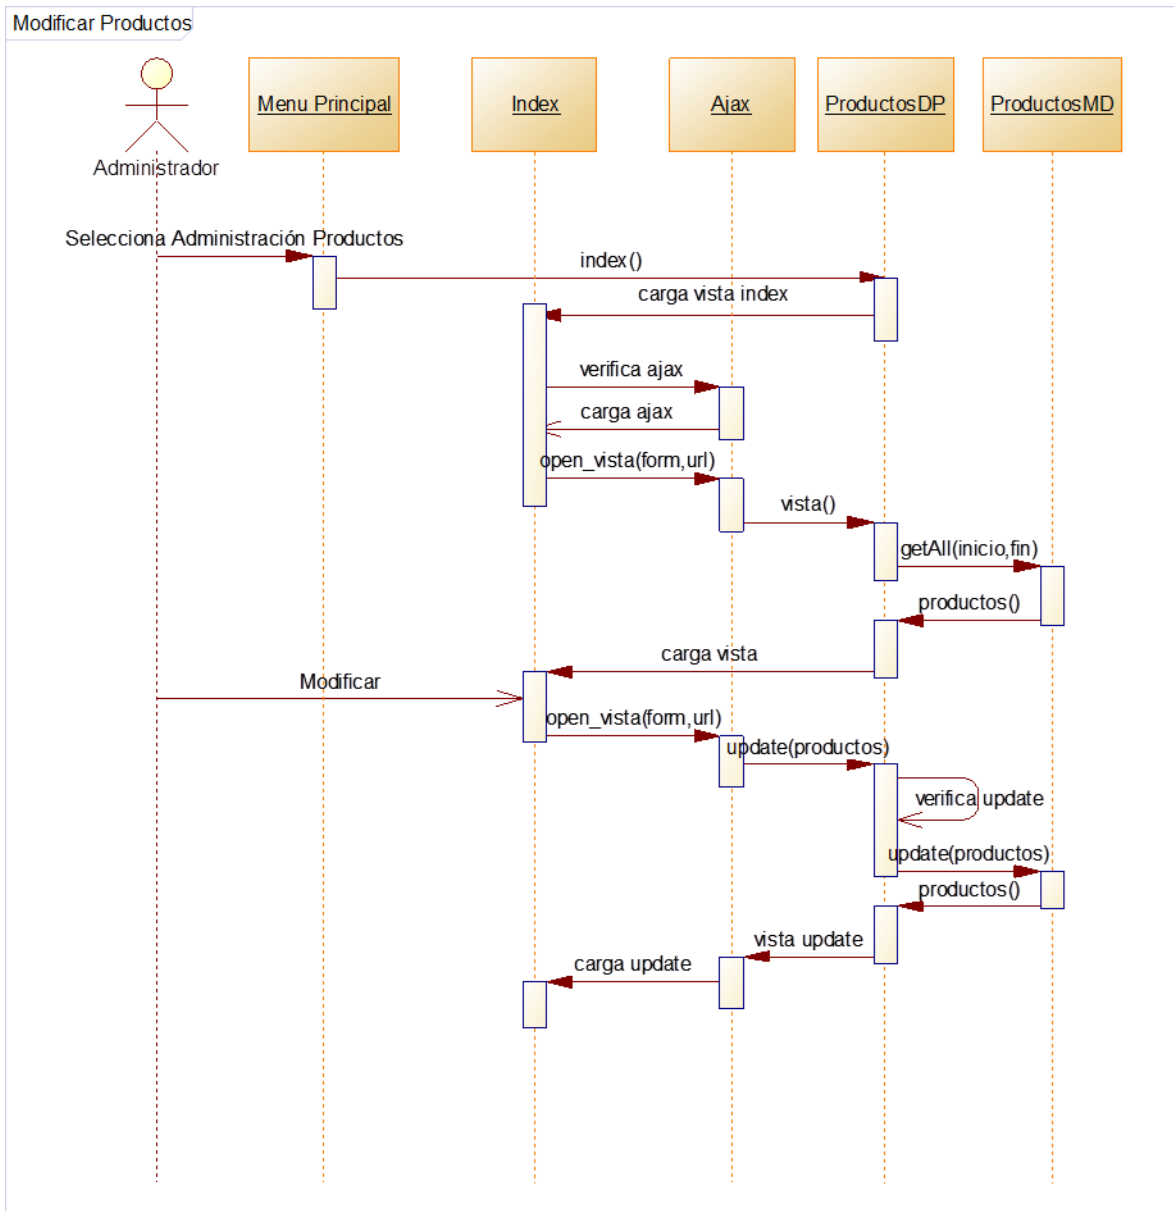 Modificar Productos
Menu Principal
Index
Ajax
ProductosDP
ProductosMD
Administrador
Selecciona Administración Productos
index()
carga vista index
verifica ajax
carga ajax
open_vista(form,url)
vista()
getAll(inicio,fin)
productos()
carga vista
Modificar
open_vista(form,url)
update(productos)
verifica update
update(productos)
productos()
vista update
carga update